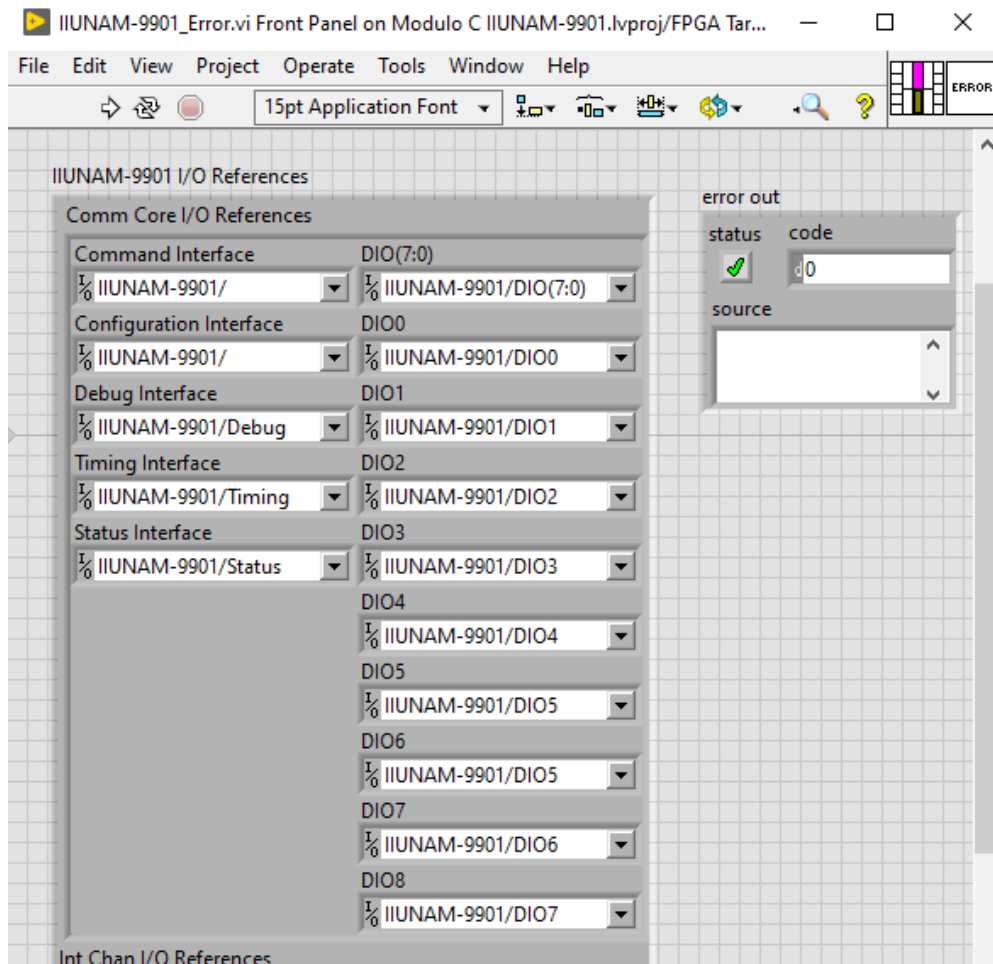 IIUNAM-9901_Error.vi Front Panel on Modulo C IIUNAM-9901.lvproj/FPGA Tar...
File Edit View Project Operate Tools Window Help
15pt Application Font
ERROR
IIUNAM-9901 I/O References
Comm Core I/O References
Command Interface
IIUNAM-9901/
Configuration Interface
IIUNAM-9901/
Debug Interface
IIUNAM-9901/Debug
Timing Interface
IIUNAM-9901/Timing
Status Interface
IIUNAM-9901/Status
DIO(7:0)
IIUNAM-9901/DIO(7:0)
DIO0
IIUNAM-9901/DIO0
DIO1
IIUNAM-9901/DIO1
DIO2
IIUNAM-9901/DIO2
DIO3
IIUNAM-9901/DIO3
DIO4
IIUNAM-9901/DIO4
DIO5
IIUNAM-9901/DIO5
DIO6
IIUNAM-9901/DIO5
DIO7
IIUNAM-9901/DIO6
DIO8
IIUNAM-9901/DIO7
Int Chan I/O References
error out
status code
d0
source